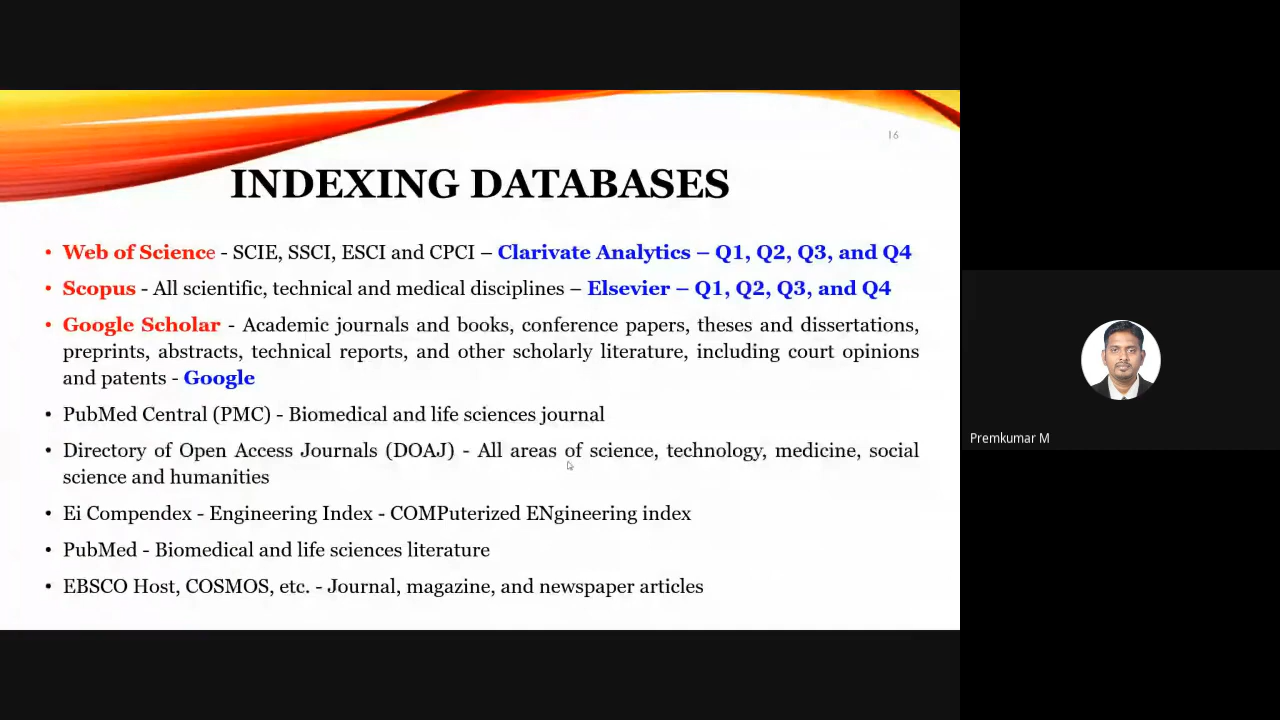 16
INDEXING DATABASES
• Web of Science - SCIE, SSCI, ESCI and CPCI – Clarivate Analytics – Q1, Q2, Q3, and Q4
• Scopus - All scientific, technical and medical disciplines – Elsevier – Q1, Q2, Q3, and Q4
• Google Scholar - Academic journals and books, conference papers, theses and dissertations,
preprints, abstracts, technical reports, and other scholarly literature, including court opinions
and patents - Google
• PubMed Central (PMC) - Biomedical and life sciences journal
• Directory of Open Access Journals (DOAJ) - All areas of science, technology, medicine, social
science and humanities
• Ei Compendex - Engineering Index - COMPuterized ENgineering index
• PubMed - Biomedical and life sciences literature
• EBSCO Host, COSMOS, etc. - Journal, magazine, and newspaper articles
Premkumar M